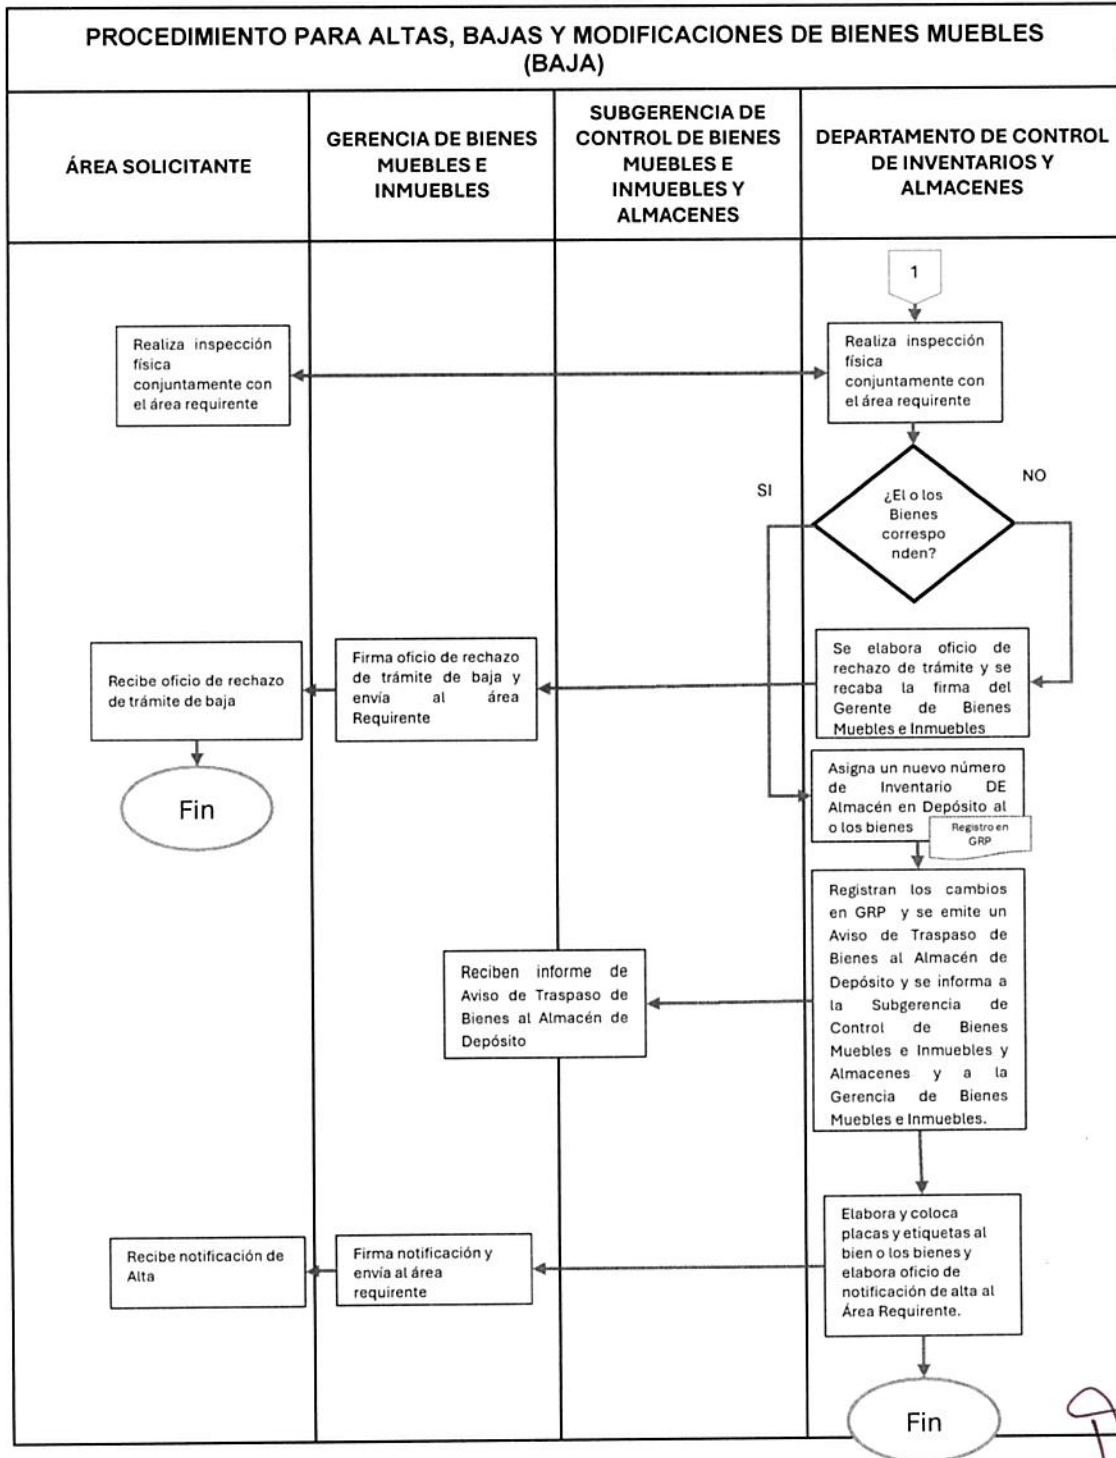 PROCEDIMIENTO PARA ALTAS, BAJAS Y MODIFICACIONES DE BIENES MUEBLES
(BAJA)
ÁREA SOLICITANTE
GERENCIA DE BIENES
MUEBLES E
INMUEBLES
SUBGERENCIA DE
CONTROL DE BIENES
MUEBLES E
INMUEBLES Y
ALMACENES
DEPARTAMENTO DE CONTROL
DE INVENTARIOS Y
ALMACENES
1
Realiza inspección
física
conjuntamente con
el área requirente
Realiza inspección
física
conjuntamente con
el área requirente
SI
¿El o los
Bienes
correspo
nden?
NO
Recibe oficio de rechazo
de trámite de baja
Firma oficio de rechazo
de trámite de baja y
envía al área
Requirente
Se elabora oficio de
rechazo de trámite y se
recaba la firma del
Gerente de Bienes
Muebles e Inmuebles
Fin
Asigna un nuevo número
de Inventario DE
Almacén en Depósito al
o los bienes
Registro en
GRP
Registran los cambios
en GRP y se emite un
Aviso de Traspaso de
Bienes al Almacén de
Depósito y se informa a
la Subgerencia de
Control de Bienes
Muebles e Inmuebles y
Almacenes y a la
Gerencia de Bienes
Muebles e Inmuebles.
Reciben informe de
Aviso de Traspaso de
Bienes al Almacén de
Depósito
Recibe notificación de
Alta
Firma notificación y
envía al área
requirente
Elabora y coloca
placas y etiquetas al
bien o los bienes y
elabora oficio de
notificación de alta al
Área Requirente.
Fin